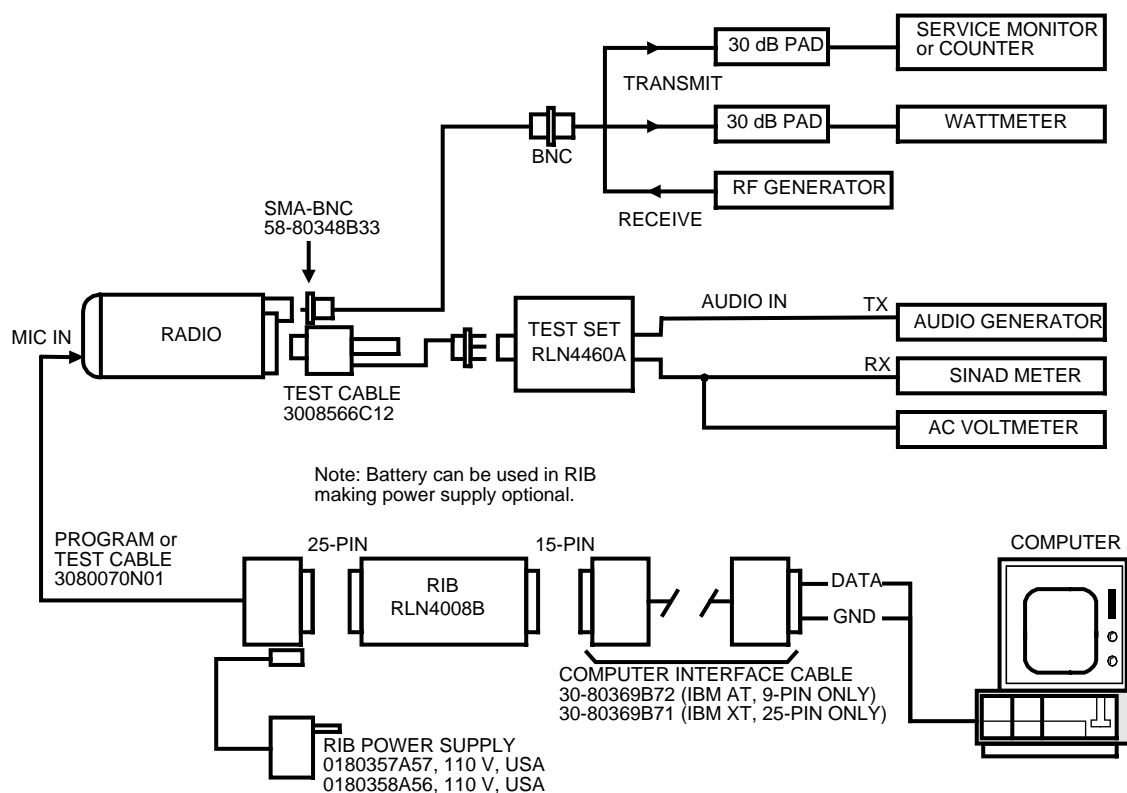 30 dB PAD
SERVICE MONITOR
or COUNTER
TRANSMIT
30 dB PAD
WATTMETER
BNC
RF GENERATOR
RECEIVE
SMA-BNC
58-80348B33
MIC IN
RADIO
TEST CABLE
3008566C12
TEST SET
RLN4460A
AUDIO IN
TX
AUDIO GENERATOR
RX
SINAD METER
AC VOLTMETER
Note: Battery can be used in RIB
making power supply optional.
PROGRAM or
TEST CABLE
3080070N01
25-PIN
RIB
RLN4008B
15-PIN
DATA
GND
COMPUTER
COMPUTER INTERFACE CABLE
30-80369B72 (IBM AT, 9-PIN ONLY)
30-80369B71 (IBM XT, 25-PIN ONLY)
RIB POWER SUPPLY
0180357A57, 110 V, USA
0180358A56, 110 V, USA